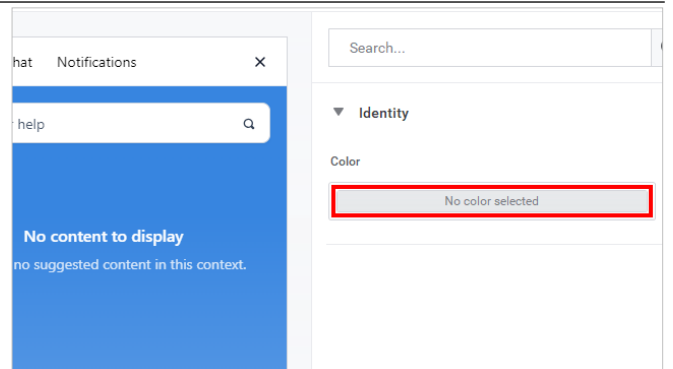 hat Notifications
help
No content to display
no suggested content in this context.
Search...
Identity
Color
No color selected